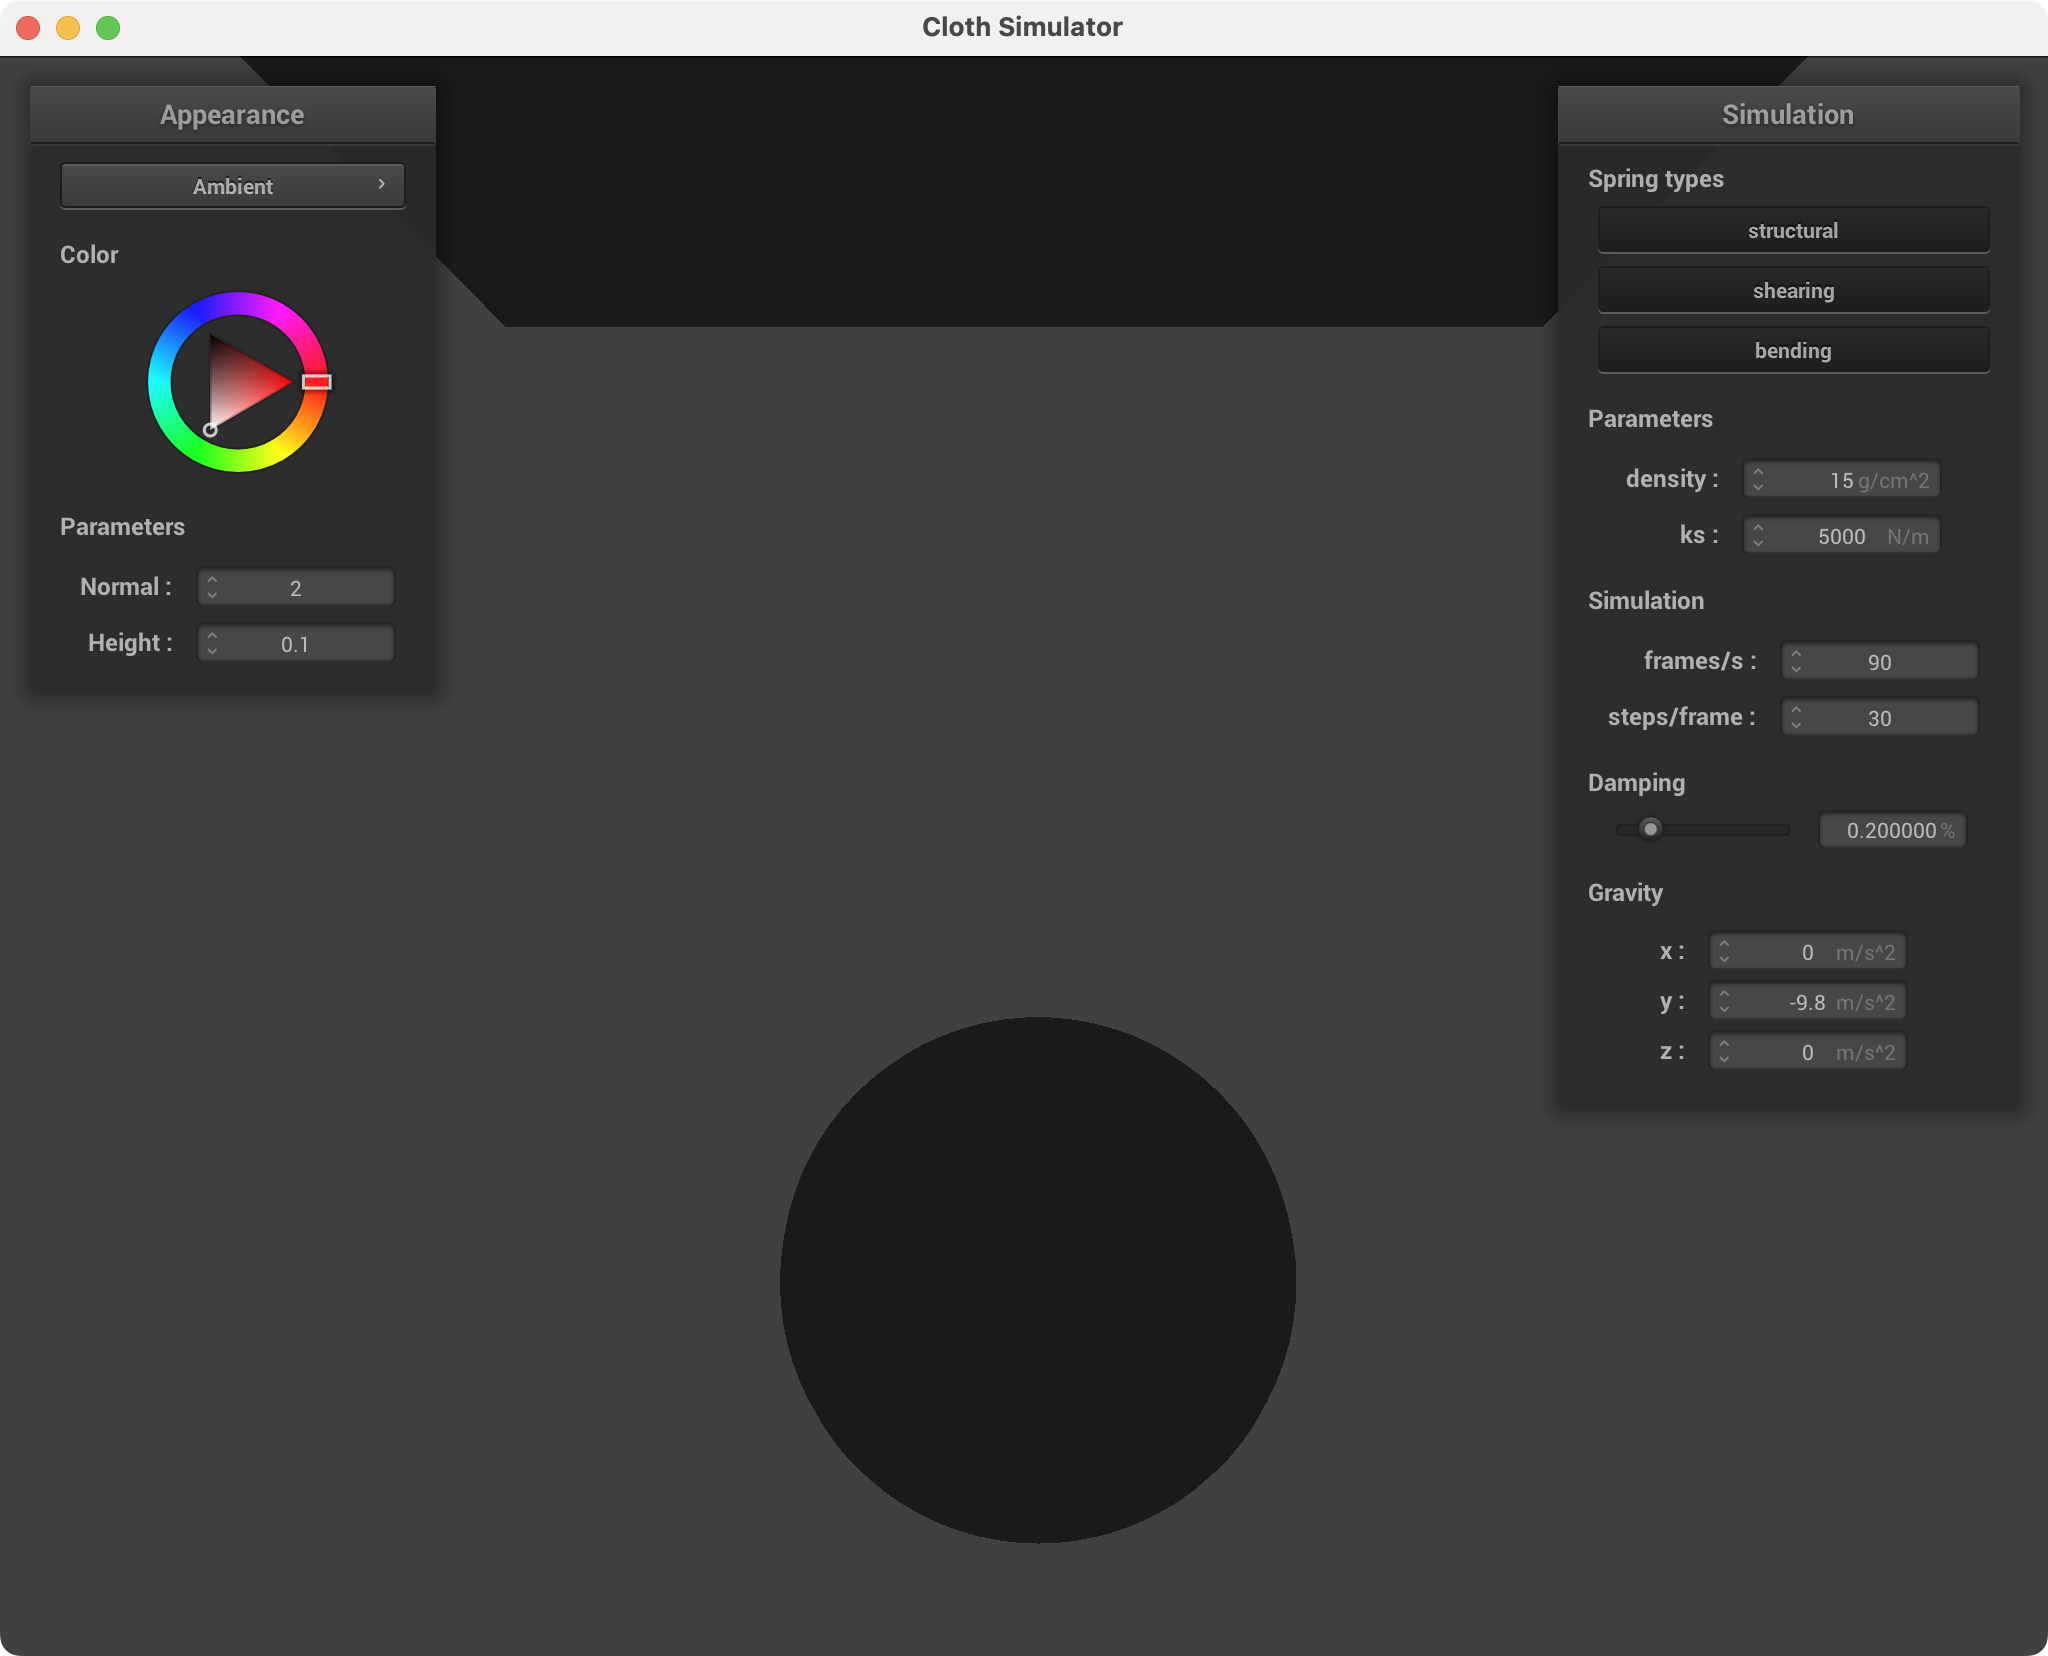 Cloth Simulator
Appearance
Ambient
Color
Parameters
Normal : 2
Height : 0.1
Simulation
Spring types
structural
shearing
bending
Parameters
density : 15 g/cm^2
ks : 5000 N/m
Simulation
frames/s : 90
steps/frame : 30
Damping
0.200000 %
Gravity
x : 0 m/s^2
y : -9.8 m/s^2
z : 0 m/s^2